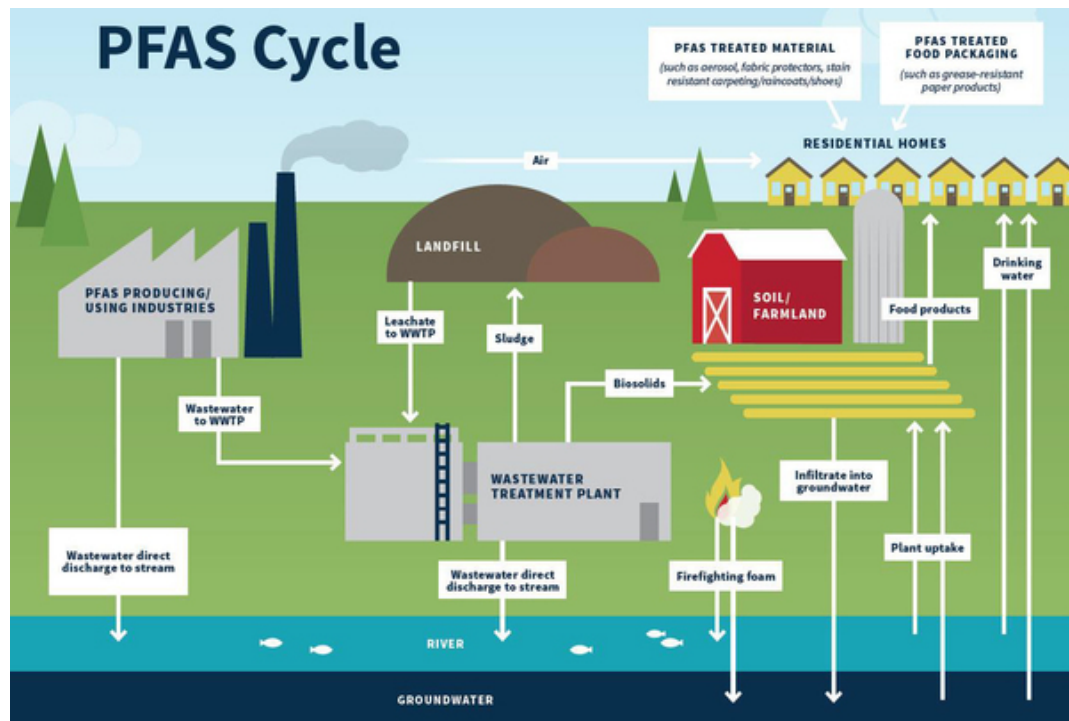 PFAS Cycle
PFAS TREATED MATERIAL
(such as aerosol, fabric protectors, stain
resistant carpeting/raincoats/shoes)
PFAS TREATED
FOOD PACKAGING
(such as grease-resistant
paper products)
RESIDENTIAL HOMES
Air
LANDFILL
PFAS PRODUCING/
USING INDUSTRIES
Leachate
to WWTP
Sludge
SOIL/
FARMLAND
Food products
Drinking
water
Biosolids
Wastewater
to WWTP
WASTEWATER
TREATMENT PLANT
Infiltrate into
groundwater
Plant uptake
Wastewater direct
discharge to stream
Wastewater direct
discharge to stream
Firefighting foam
RIVER
GROUNDWATER